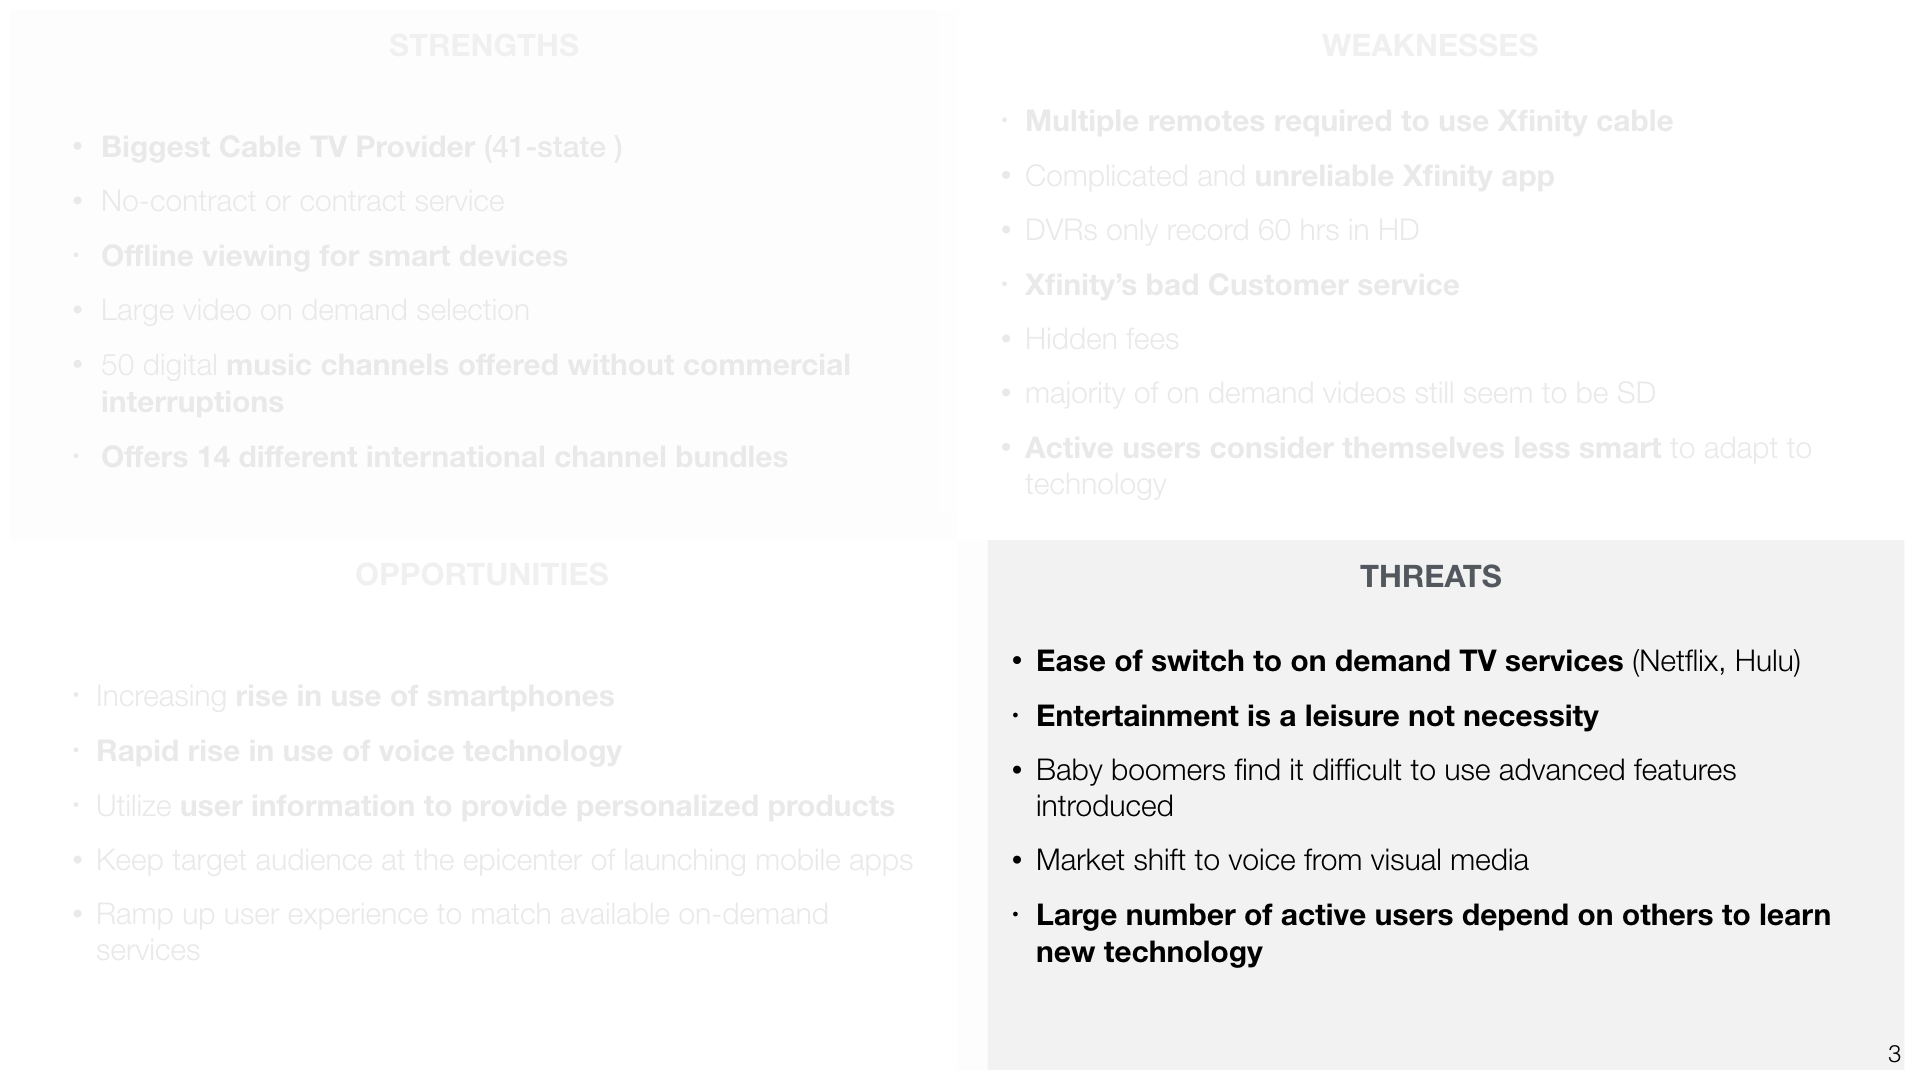 STRENGTHS
• Biggest Cable TV Provider (41-state )
• No-contract or contract service
• Offline viewing for smart devices
• Large video on demand selection
• 50 digital music channels offered without commercial
interruptions
• Offers 14 different international channel bundles
WEAKNESSES
• Multiple remotes required to use Xfinity cable
• Complicated and unreliable Xfinity app
• DVRs only record 60 hrs in HD
• Xfinity’s bad Customer service
• Hidden fees
• majority of on demand videos still seem to be SD
• Active users consider themselves less smart to adapt to
technology
OPPORTUNITIES
• Increasing rise in use of smartphones
• Rapid rise in use of voice technology
• Utilize user information to provide personalized products
• Keep target audience at the epicenter of launching mobile apps
• Ramp up user experience to match available on-demand
services
THREATS
• Ease of switch to on demand TV services (Netflix, Hulu)
• Entertainment is a leisure not necessity
• Baby boomers find it difficult to use advanced features
introduced
• Market shift to voice from visual media
• Large number of active users depend on others to learn
new technology
3